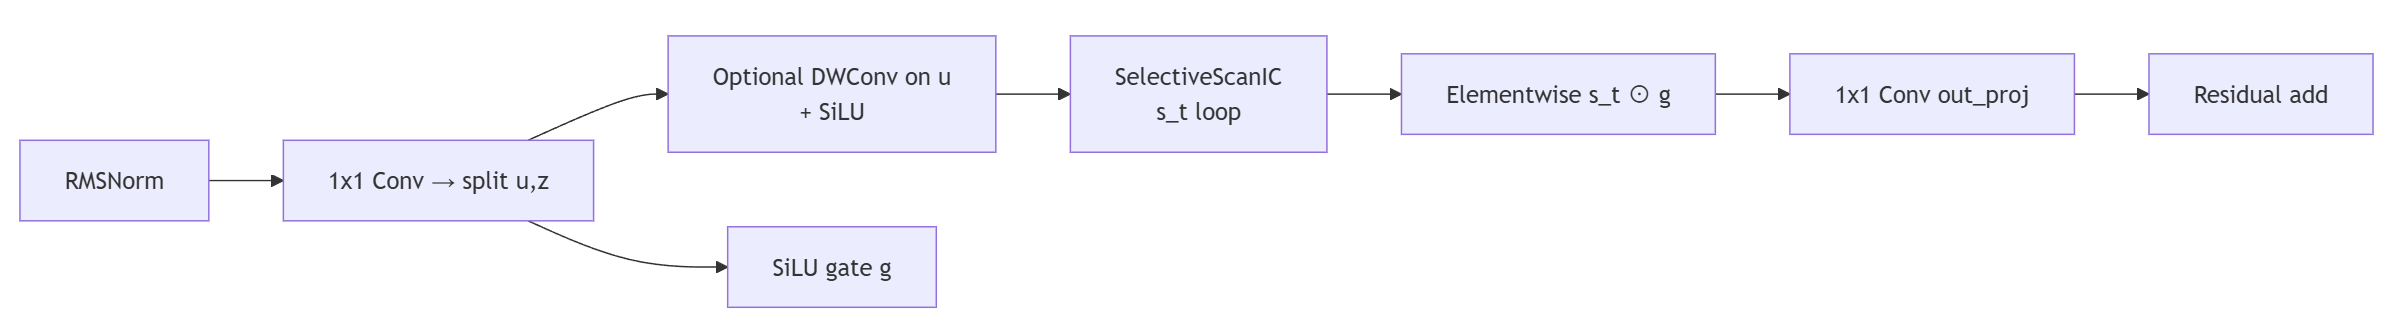 RMSNorm
1x1 Conv → split u,z
Optional DWConv on u
+ SiLU
SiLU gate g
SelectiveScanIC
s_t loop
Elementwise s_t ⊙ g
1x1 Conv out_proj
Residual add